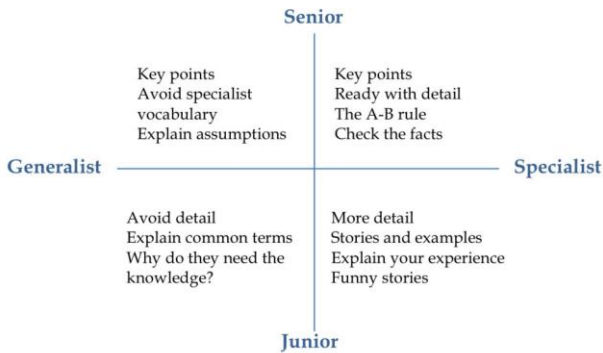 Senior
Key points
Avoid specialist
vocabulary
Explain assumptions
Key points
Ready with detail
The A-B rule
Check the facts
Generalist
Specialist
Avoid detail
Explain common terms
Why do they need the
knowledge?
More detail
Stories and examples
Explain your experience
Funny stories
Junior